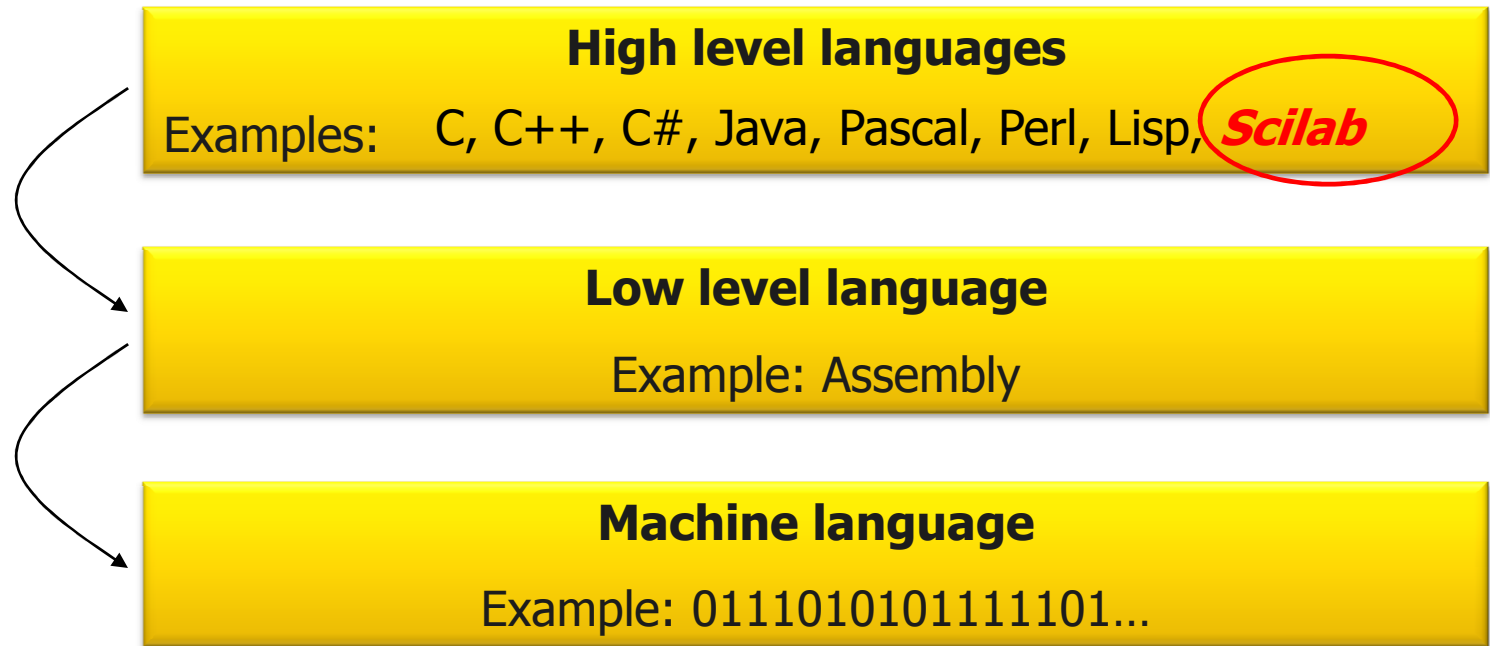 High level languages
Examples: C, C++, C#, Java, Pascal, Perl, Lisp, Scilab
Low level language
Example: Assembly
Machine language
Example: 0111010101111101…